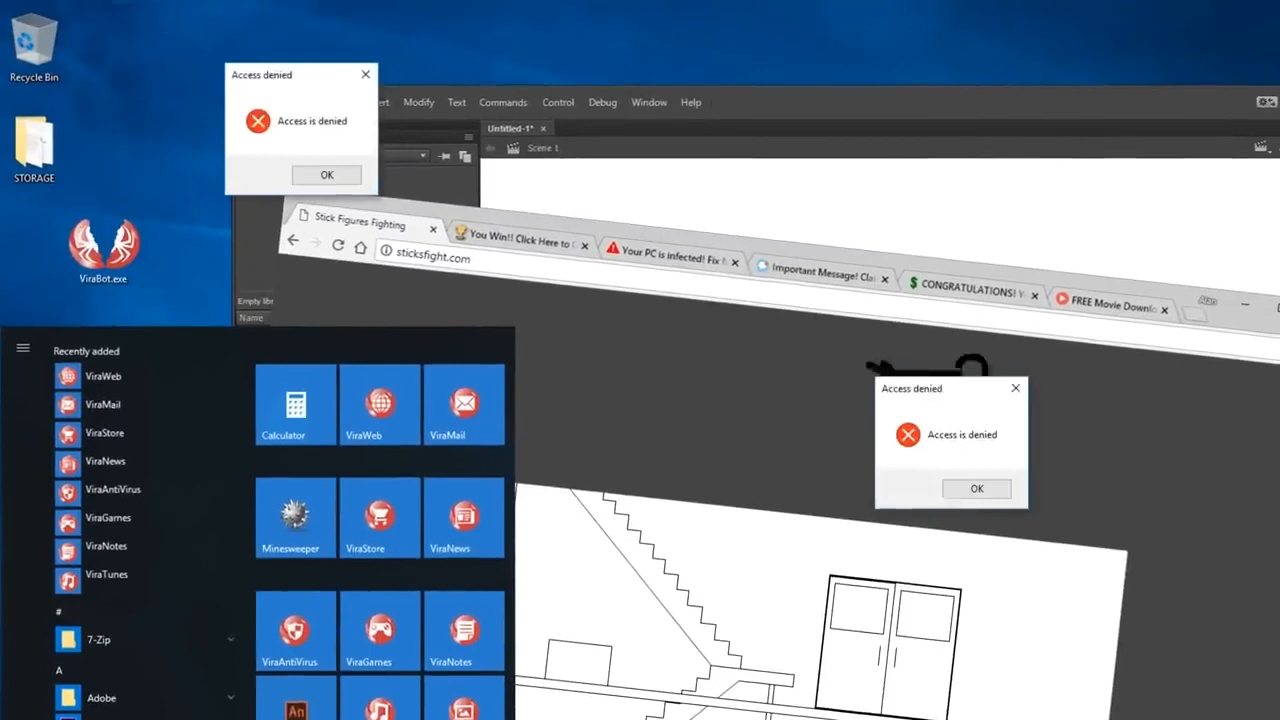 Recycle Bin
STORAGE
ViraBot.exe
Access denied
Access is denied
OK
Modify Text Commands Control Debug Window Help
Untitled-1*
Scene 1
Stick Figures Fighting
You Win!! Click Here to
Your PC is infected! Fix
Important Message! Cla
CONGRATULATIONS! Y
FREE Movie Downl
Alan
sticksfight.com
Empty libr
Name
Access denied
Access is denied
OK
Recently added
ViraWeb
ViraMail
ViraStore
ViraNews
ViraAntiVirus
ViraGames
ViraNotes
ViraTunes
#
7-Zip
A
Adobe
Calculator
ViraWeb
ViraMail
Minesweeper
ViraStore
ViraNews
ViraAntiVirus
ViraGames
ViraNotes
An